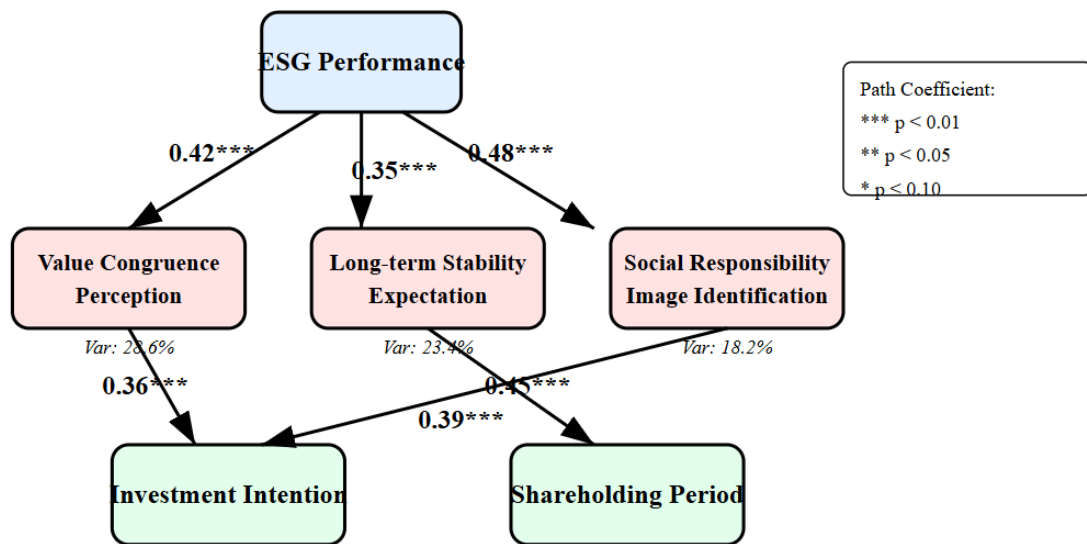 ESG Performance
Path Coefficient:
*** p < 0.01
** p < 0.05
* p < 0.10
0.42***
0.35***
0.48***
Value Congruence
Perception
Long-term Stability
Expectation
Social Responsibility
Image Identification
Var: 28.6%
Var: 23.4%
Var: 18.2%
0.36***
0.45***
0.39***
Investment Intention
Shareholding Period